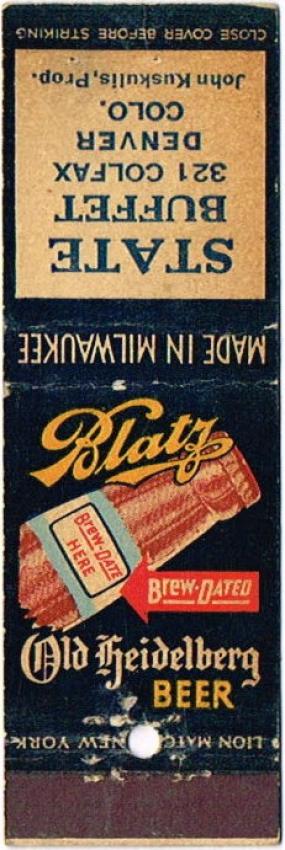 CLOSE COVER BEFORE STRIKING
STATE
BUFFET
321 COLFAX
DENVER
COLO.
John Kuskulis, Prop.
MADE IN MILWAUKEE
Blatz
BREW-DATE
HERE
BREW-DATED
Old Heidelberg
BEER
LION MATCH NEW YORK